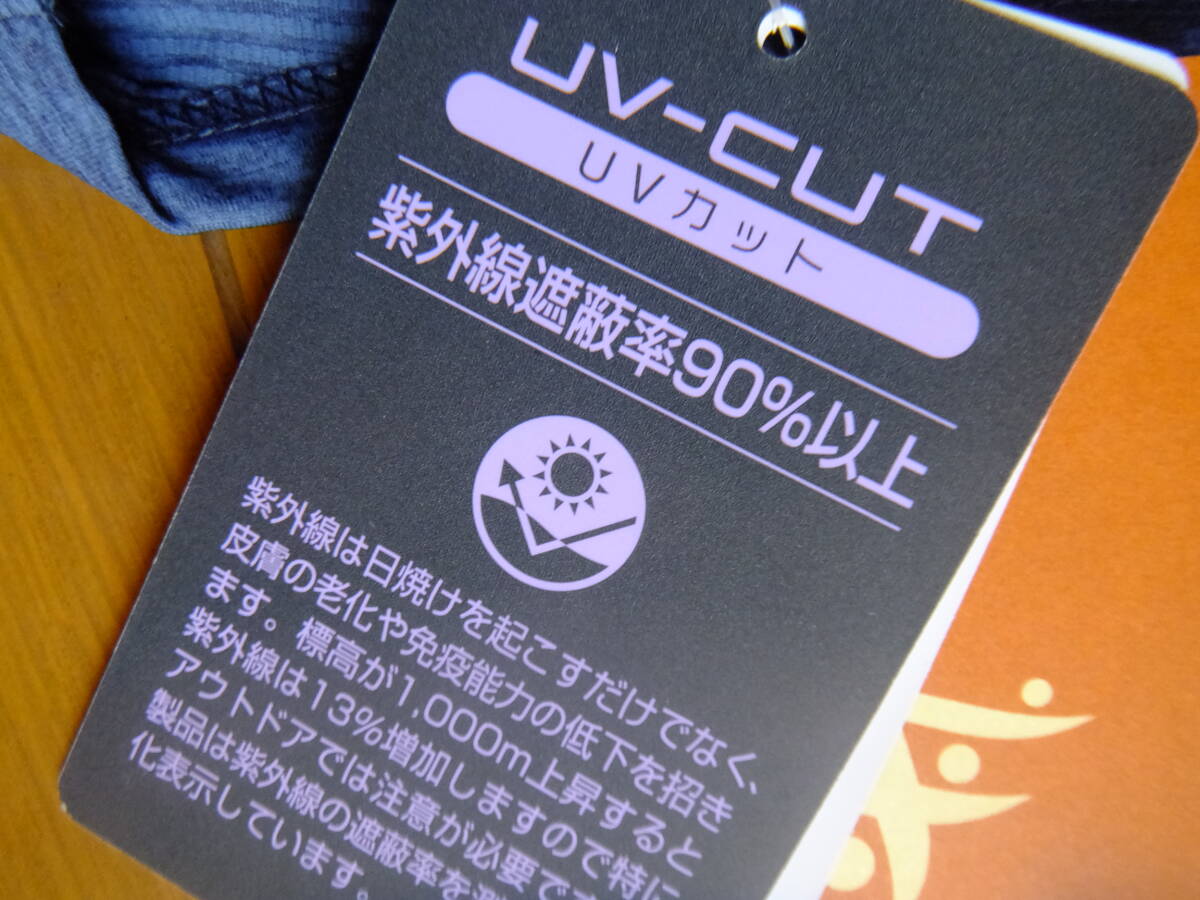 UV-CUT
UVカット
紫外線遮蔽率90%以上
紫外線は日焼けを起こすだけでなく、
皮膚の老化や免疫能力の低下を招き
ます。標高が1,000m上昇すると
紫外線は13%増加しますので特に
アウトドアでは注意が必要で
製品は紫外線の遮蔽率を
化表示しています。